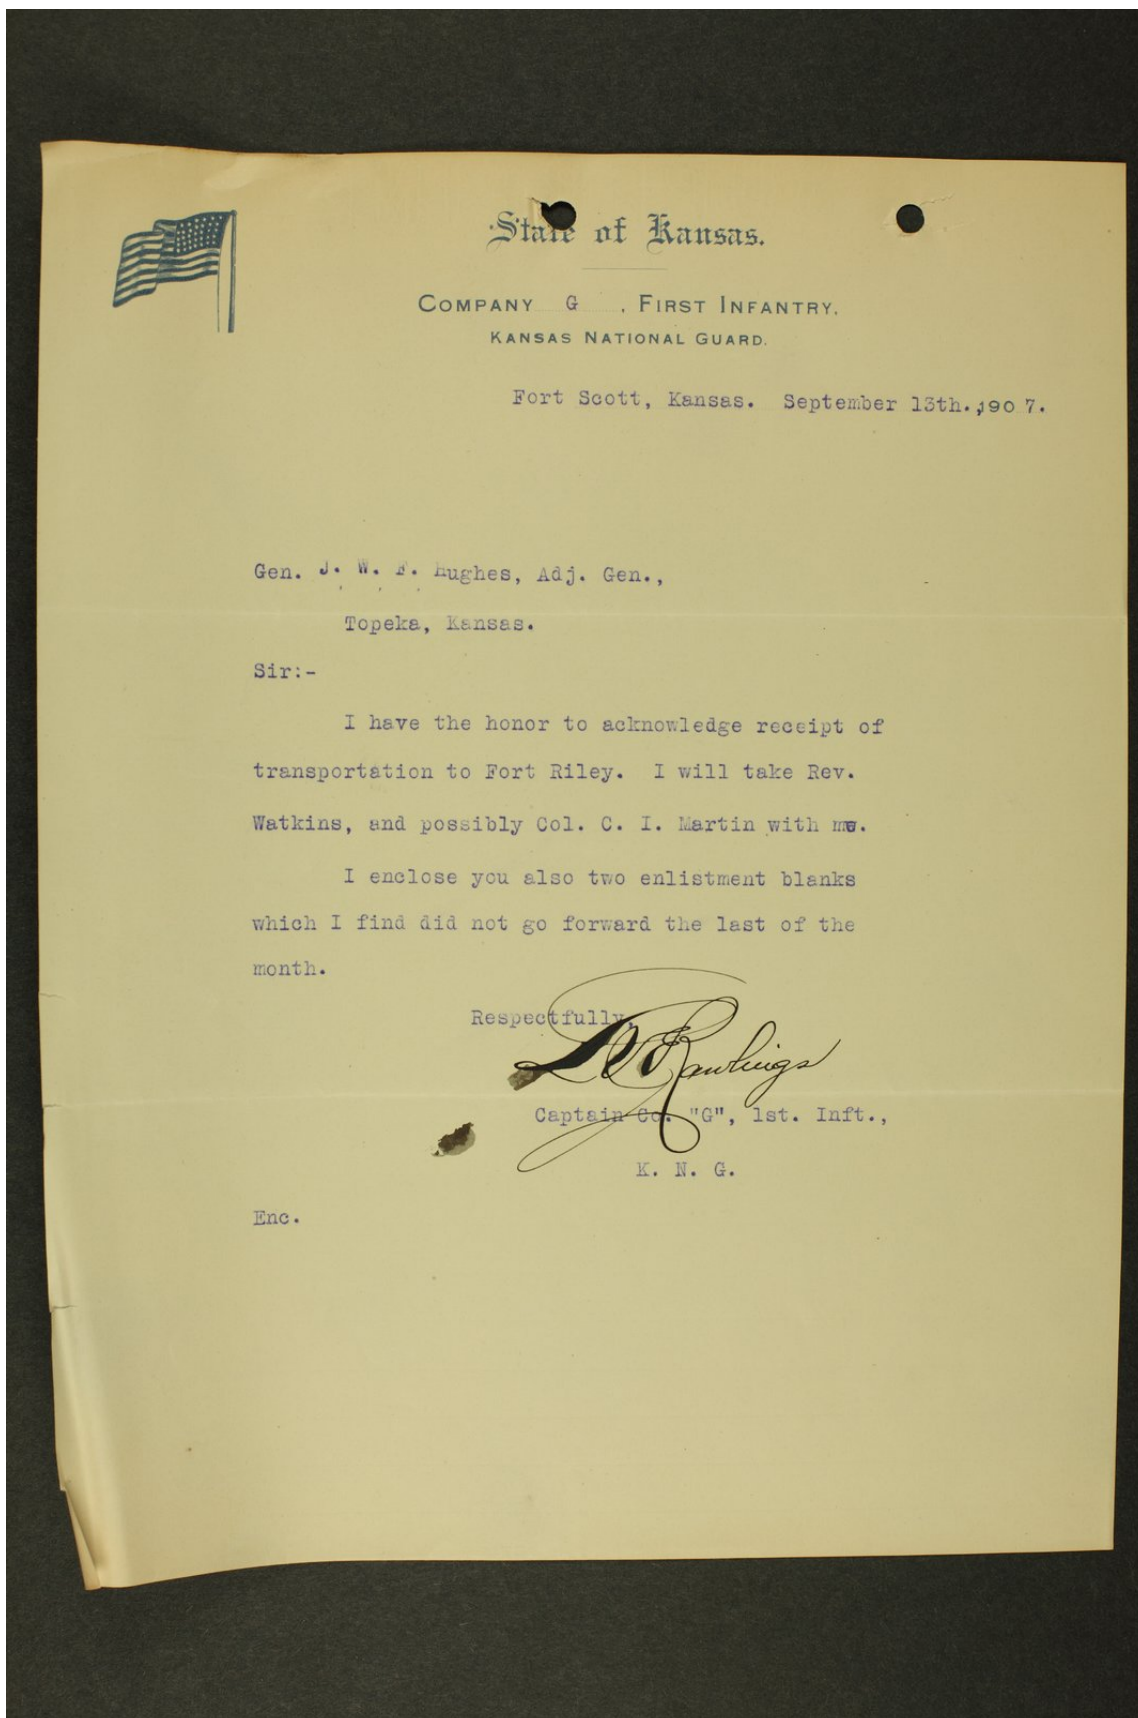 State of Kansas.
COMPANY G , FIRST INFANTRY,
KANSAS NATIONAL GUARD.
Fort Scott, Kansas. September 13th.,1907.
Gen. J. W. F. Hughes, Adj. Gen.,
Topeka, Kansas.
Sir:-
I have the honor to acknowledge receipt of
transportation to Fort Riley. I will take Rev.
Watkins, and possibly Col. C. I. Martin with me.
I enclose you also two enlistment blanks
which I find did not go forward the last of the
month.
Respectfully,
Rawlings
Captain Co. "G", 1st. Inft.,
K. N. G.
Enc.